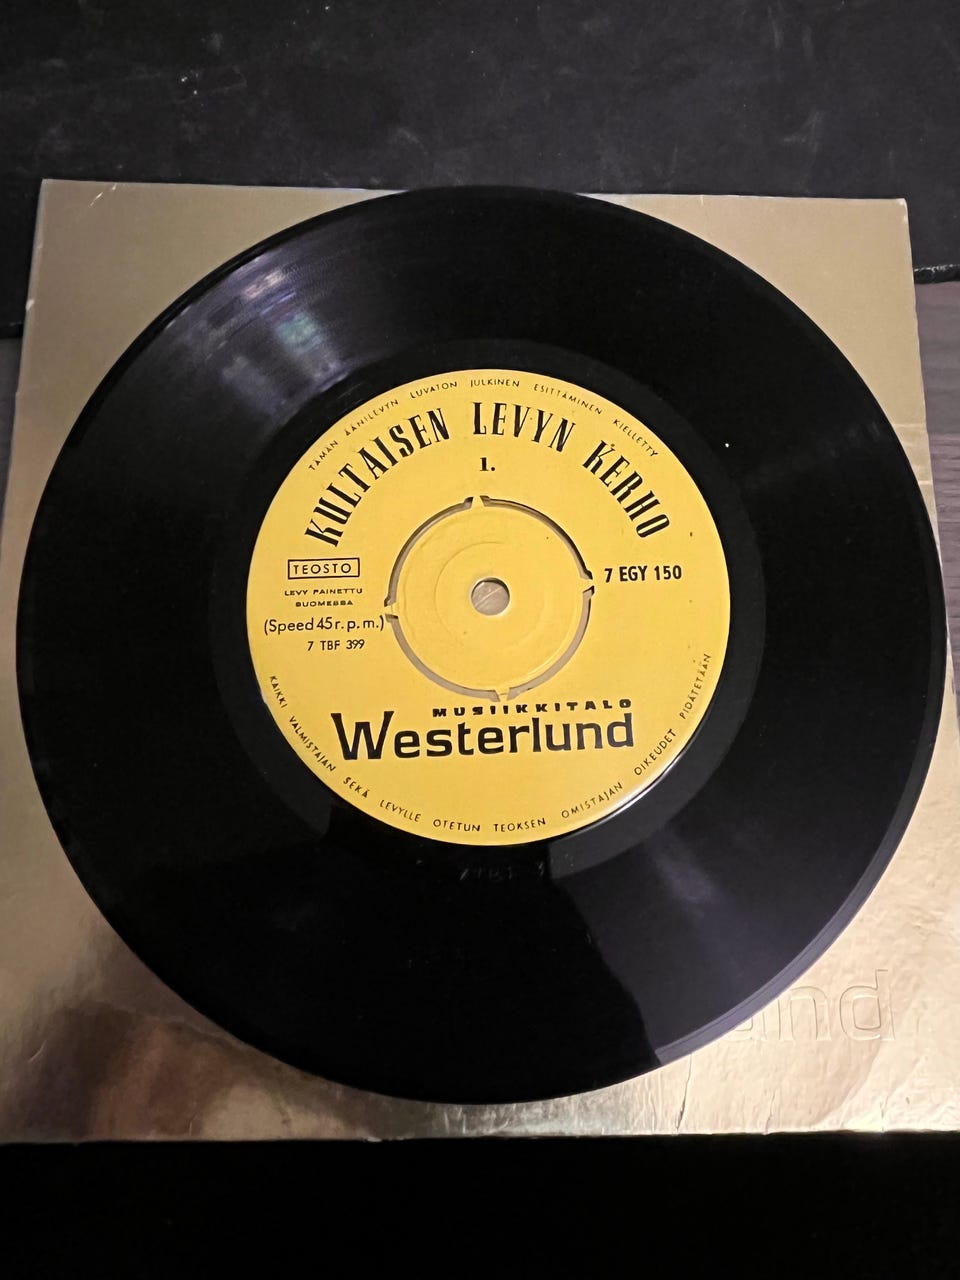 TÄMÄN ÄÄNILEVYN LUVATON JULKINEN ESITTÄMINEN KIELLETTY
KULTAISEN LEVYN KERHO
1.
TEOSTO
LEVY PAINETTU
SUOMESSA
(Speed 45 r. p. m.)
7 TBF 399
7 EGY 150
MUSIIKKITALO
Westerlund
KAIKKI VALMISTAJAN SEKÄ LEVYLLE OTETUN TEOKSEN OMISTAJAN OIKEUDET PIDÄTETÄÄN
und